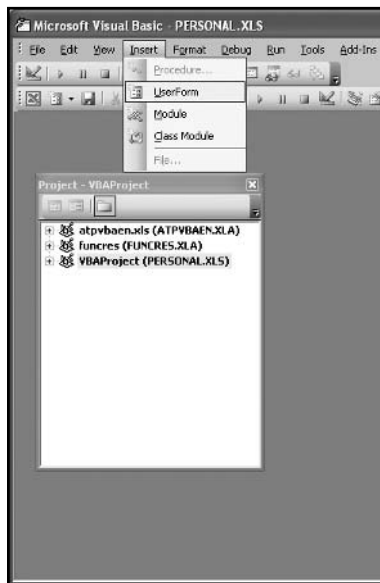 Microsoft Visual Basic - PERSONAL.XLS
File Edit View Insert Format Debug Run Tools Add-Ins
Procedure...
UserForm
Module
Class Module
File...
Project - VBAProject
atpvbaen.xls (ATPVBAEN.XLA)
funcres (FUNCRES.XLA)
VBAProject (PERSONAL.XLS)